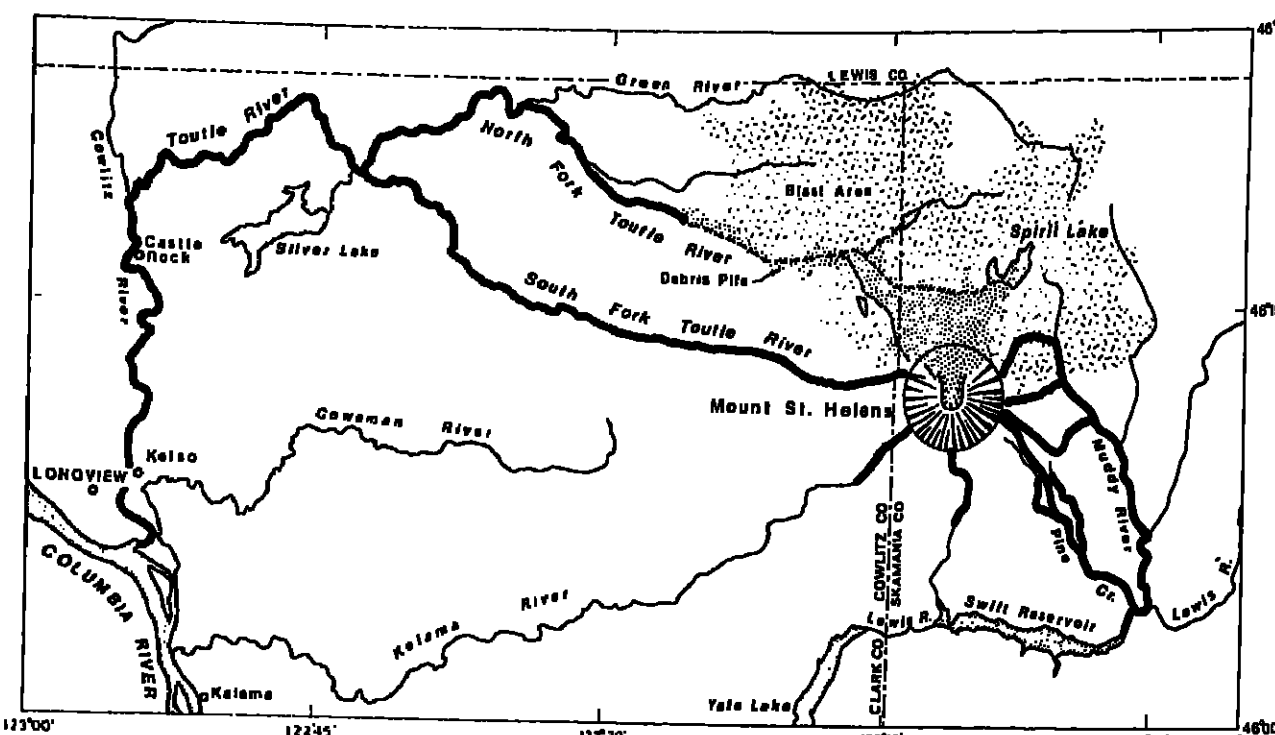 46°
Green River
LEWIS CO
Toutle River
Cowlitz
North
Fork
Blast Area
Toutle
River
Spirit Lake
Castle
Rock
Silver Lake
Debris Pile
River
South
Fork
Toutle
River
46°15
Mount St. Helens
Coweman River
Kelso
LONGVIEW
Muddy River
COWLITZ CO
SKAMANIA CO
Pine
Cr.
COLUMBIA
RIVER
Kalama
River
Lewis R.
Swift Reservoir
Lewis R.
CLARK CO
Kalama
Yale Lake
123°00'
122°45'
46°00